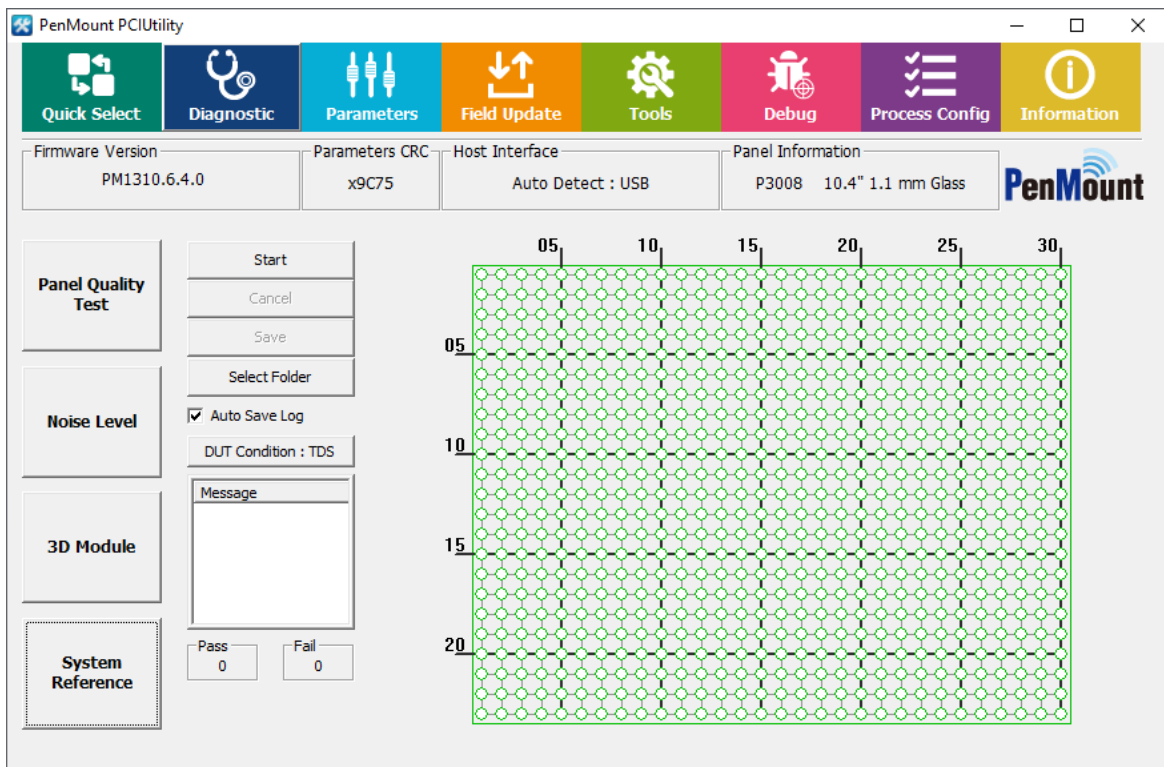 PenMount PCIUtility
Quick Select
Diagnostic
Parameters
Field Update
Tools
Debug
Process Config
Information
Firmware Version
PM1310.6.4.0
Parameters CRC
x9C75
Host Interface
Auto Detect : USB
Panel Information
P3008 10.4" 1.1 mm Glass
PenMount
Panel Quality
Test
Noise Level
3D Module
System
Reference
Start
Cancel
Save
Select Folder
Auto Save Log
DUT Condition : TDS
Message
Pass
0
Fail
0
05 10 15 20 25 30
05
10
15
20